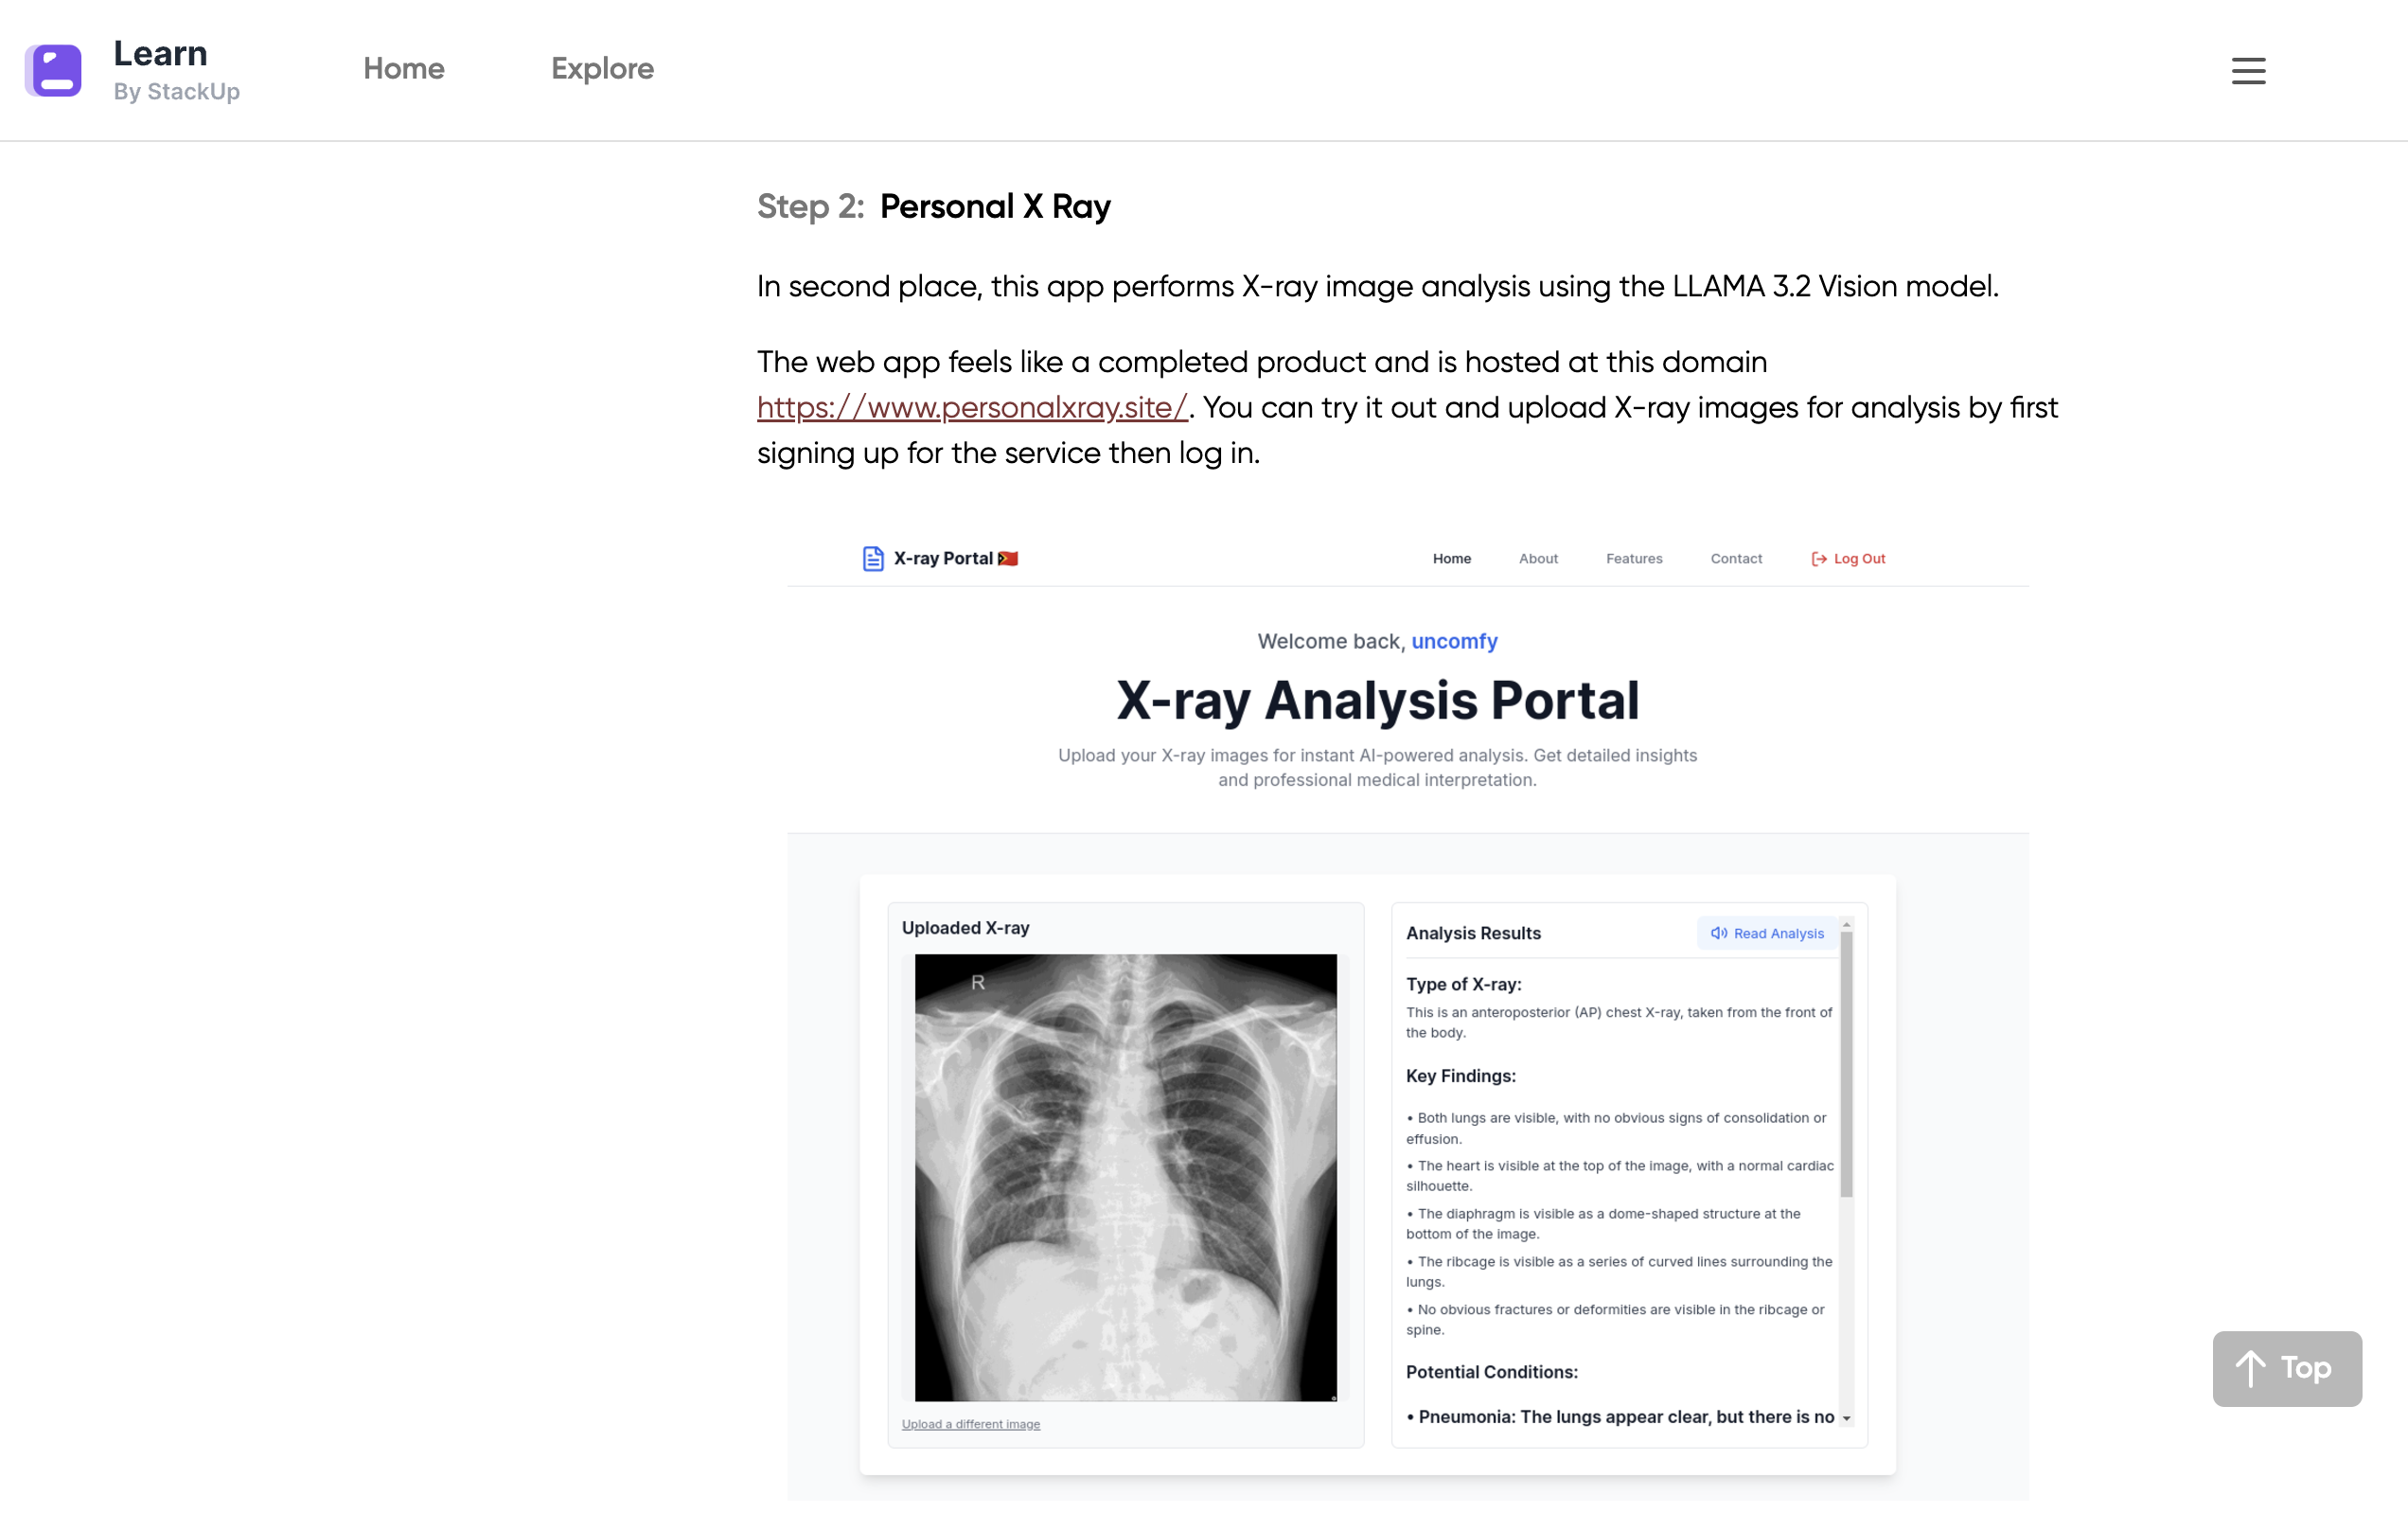 Learn
By StackUp
Home
Explore
Step 2: Personal X Ray
In second place, this app performs X-ray image analysis using the LLAMA 3.2 Vision model.
The web app feels like a completed product and is hosted at this domain
https://www.personalxray.site/. You can try it out and upload X-ray images for analysis by first
signing up for the service then log in.
X-ray Portal
Home
About
Features
Contact
Log Out
Welcome back, uncomfy
X-ray Analysis Portal
Upload your X-ray images for instant AI-powered analysis. Get detailed insights
and professional medical interpretation.
Uploaded X-ray
R
Upload a different image
Analysis Results
Read Analysis
Type of X-ray:
This is an anteroposterior (AP) chest X-ray, taken from the front of
the body.
Key Findings:
• Both lungs are visible, with no obvious signs of consolidation or
effusion.
• The heart is visible at the top of the image, with a normal cardiac
silhouette.
• The diaphragm is visible as a dome-shaped structure at the
bottom of the image.
• The ribcage is visible as a series of curved lines surrounding the
lungs.
• No obvious fractures or deformities are visible in the ribcage or
spine.
Potential Conditions:
• Pneumonia: The lungs appear clear, but there is no
Top